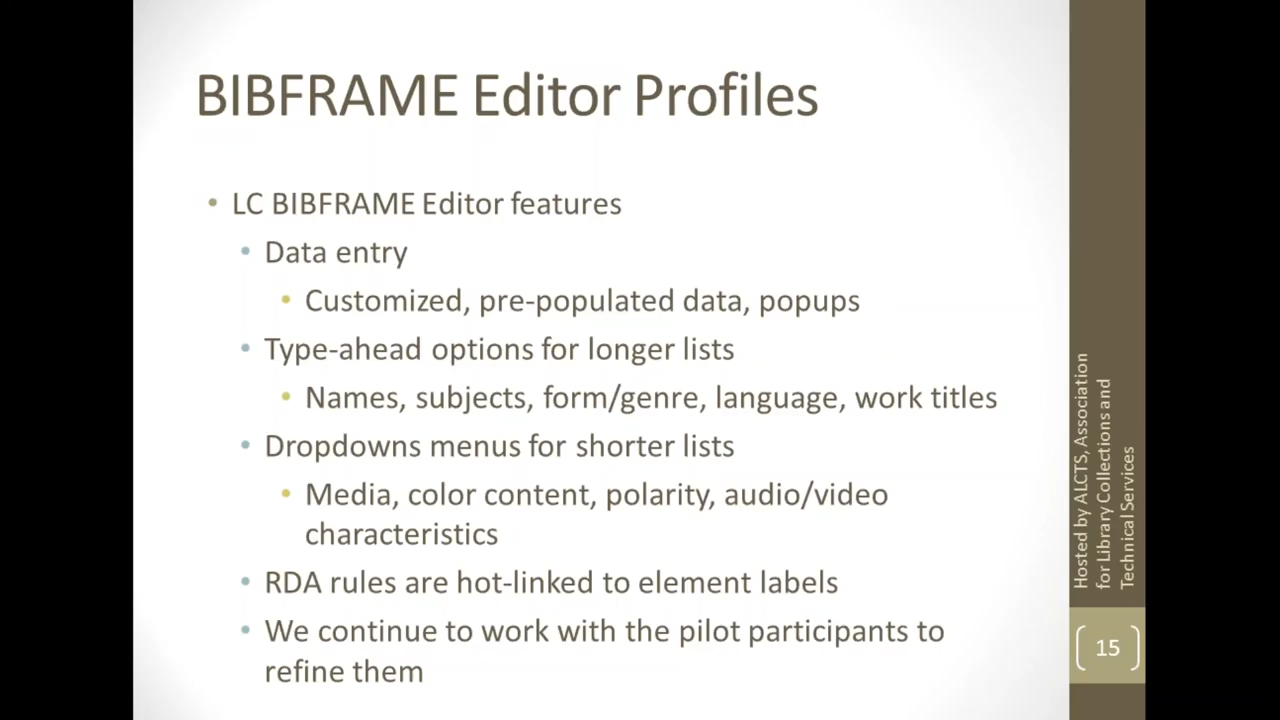 BIBFRAME Editor Profiles
• LC BIBFRAME Editor features
• Data entry
• Customized, pre-populated data, popups
• Type-ahead options for longer lists
• Names, subjects, form/genre, language, work titles
• Dropdowns menus for shorter lists
• Media, color content, polarity, audio/video
characteristics
• RDA rules are hot-linked to element labels
• We continue to work with the pilot participants to
refine them
Hosted by ALCTS, Association
for Library Collections and
Technical Services
15